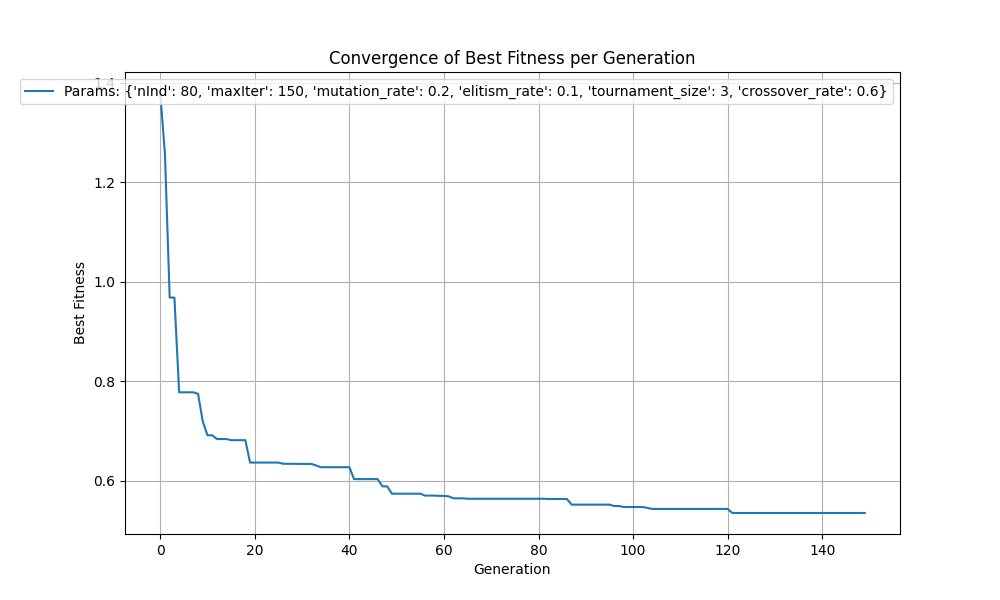 Convergence of Best Fitness per Generation
1.4
Params: {'nInd': 80, 'maxIter': 150, 'mutation_rate': 0.2, 'elitism_rate': 0.1, 'tournament_size': 3, 'crossover_rate': 0.6}
1.2
1.0
Best Fitness
0.8
0.6
0 20 40 60 80 100 120 140
Generation